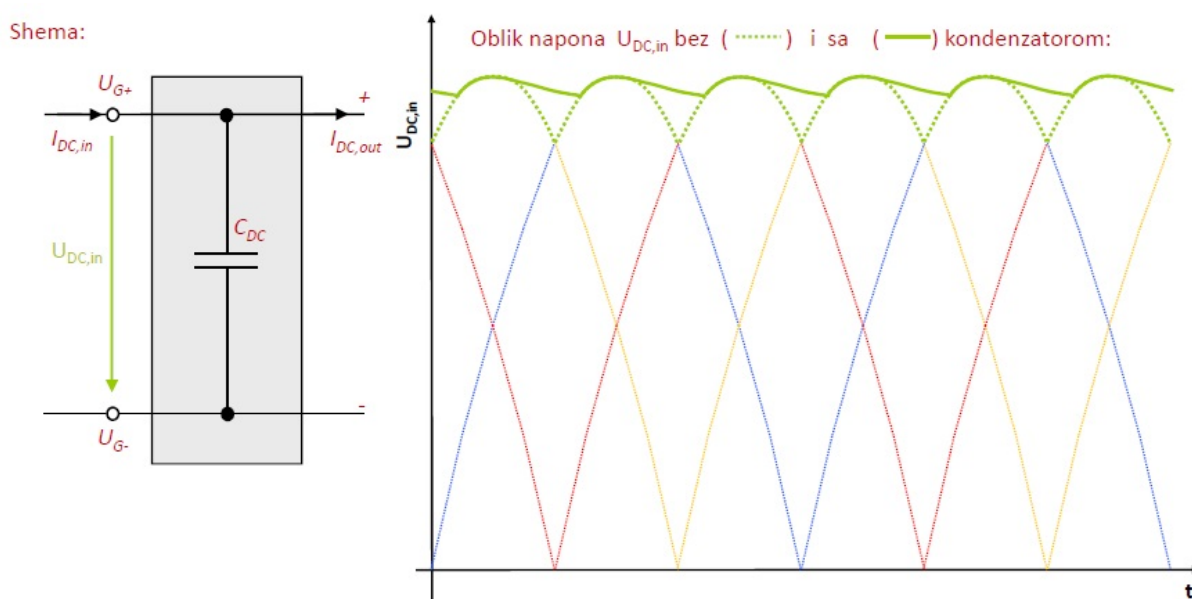 Shema:
Oblik napona U_DC,in bez ( ) i sa ( ) kondenzatorom:
U_G+
+
I_DC,in
I_DC,out
C_DC
U_DC,in
-
U_G-
U_DC,in
t